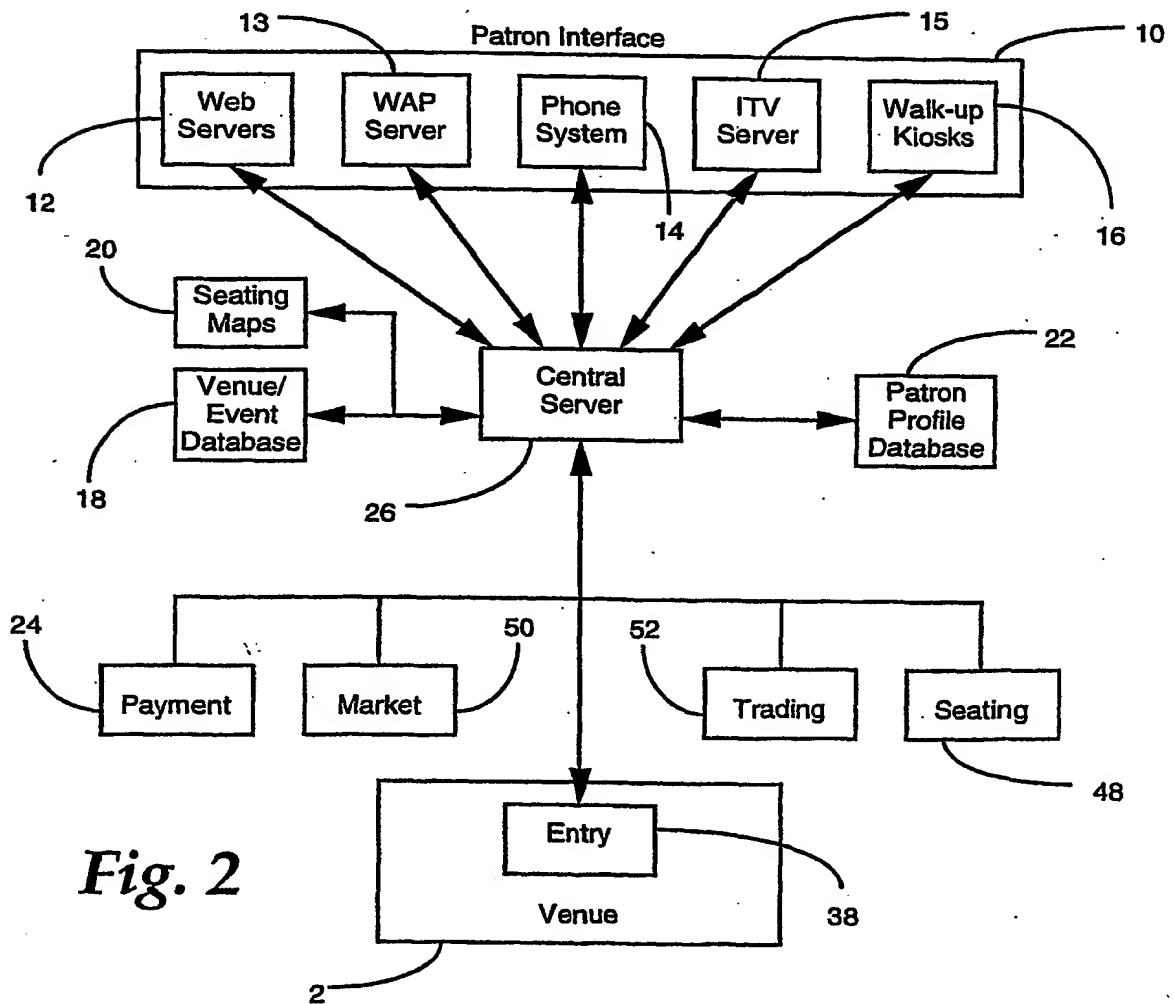 13
15
10
Patron Interface
Web
Servers
WAP
Server
Phone
System
ITV
Server
Walk-up
Kiosks
12
14
16
20
Seating
Maps
22
Venue/
Event
Database
Central
Server
Patron
Profile
Database
18
26
24
50
52
Payment
Market
Trading
Seating
48
Entry
Fig. 2
Venue
38
2